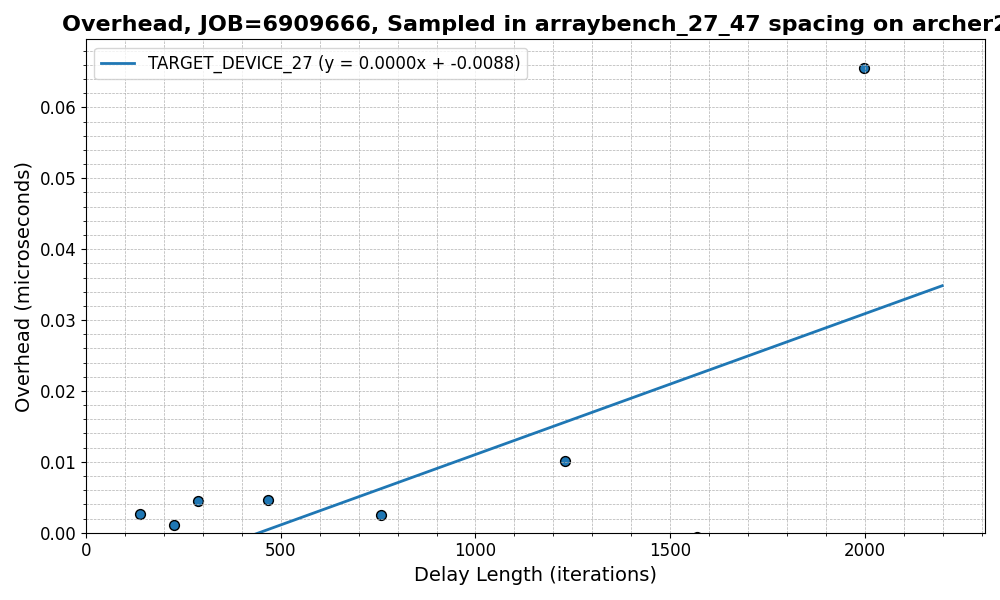 Overhead, JOB=6909666, Sampled in arraybench_27_47 spacing on archer2
TARGET_DEVICE_27 (y = 0.0000x + -0.0088)
Overhead (microseconds)
0.06
0.05
0.04
0.03
0.02
0.01
0.00
0 500 1000 1500 2000
Delay Length (iterations)